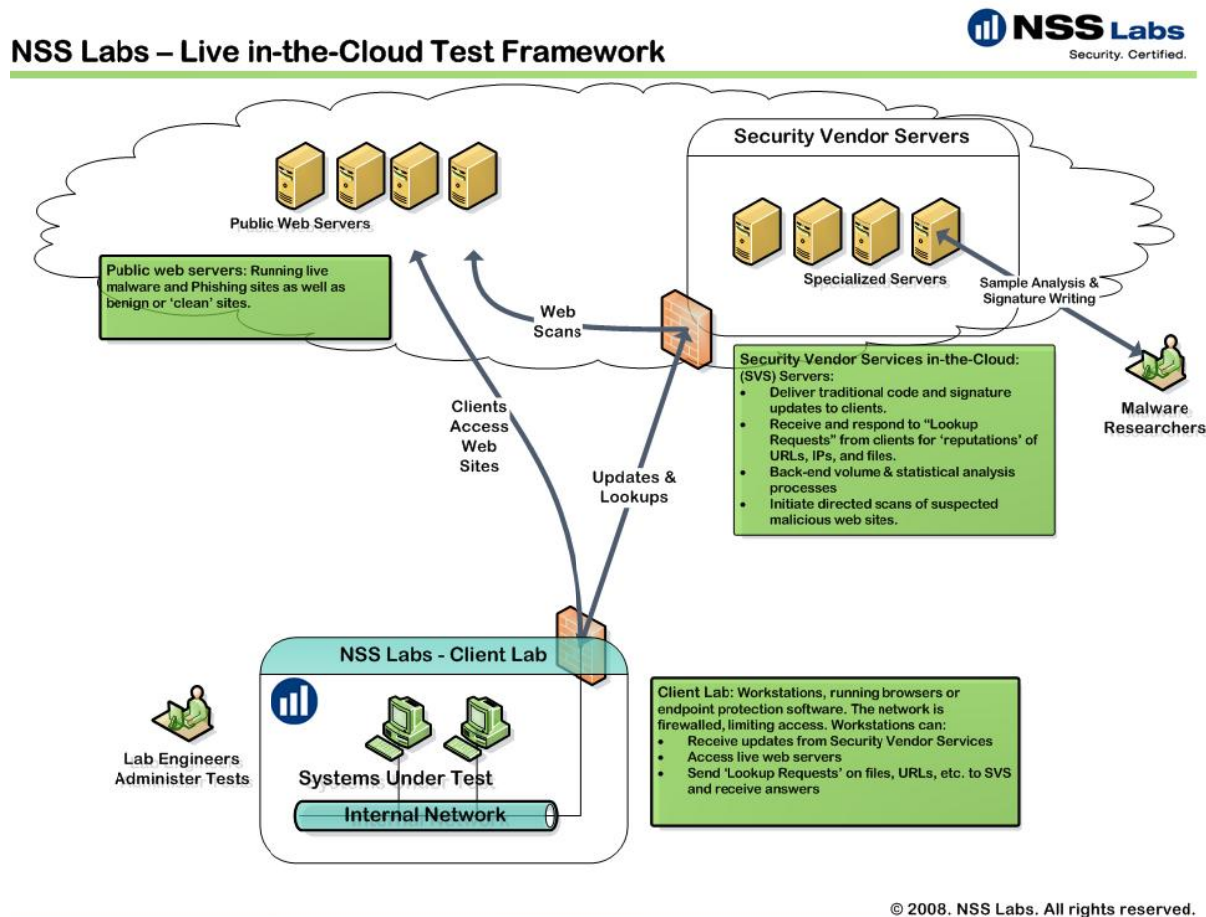 NSS Labs – Live in-the-Cloud Test Framework
NSS Labs
Security. Certified.
Security Vendor Servers
Public Web Servers
Specialized Servers
Public web servers: Running live
malware and Phishing sites as well as
benign or ‘clean’ sites.
Sample Analysis &
Signature Writing
Web
Scans
Security Vendor Services in-the-Cloud:
(SVS) Servers:
• Deliver traditional code and signature
updates to clients.
• Receive and respond to “Lookup
Requests” from clients for ‘reputations’ of
URLs, IPs, and files.
• Back-end volume & statistical analysis
processes
• Initiate directed scans of suspected
malicious web sites.
Malware
Researchers
Clients
Access
Web
Sites
Updates &
Lookups
NSS Labs - Client Lab
Lab Engineers
Administer Tests
Systems Under Test
Internal Network
Client Lab: Workstations, running browsers or
endpoint protection software. The network is
firewalled, limiting access. Workstations can:
• Receive updates from Security Vendor Services
• Access live web servers
• Send ‘Lookup Requests’ on files, URLs, etc. to SVS
and receive answers
© 2008. NSS Labs. All rights reserved.